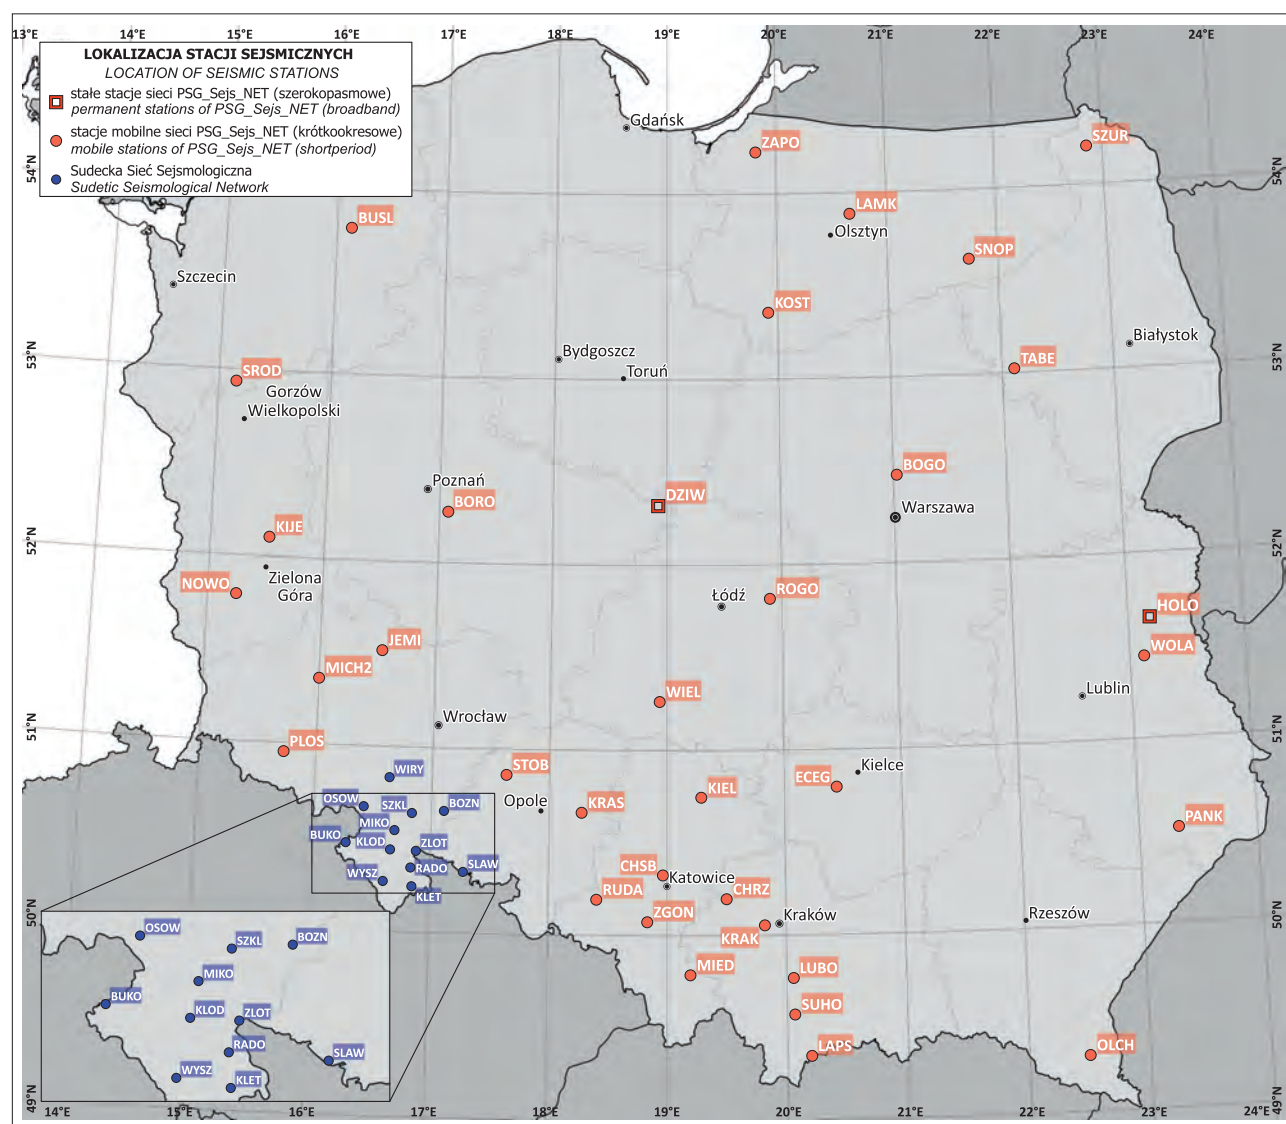 13°E 14°E 15°E 16°E 17°E 18°E 19°E 20°E 21°E 22°E 23°E 24°E
LOKALIZACJA STACJI SEJSMICZNYCH
LOCATION OF SEISMIC STATIONS
stałe stacje sieci PSG_Sejs_NET (szerokopasmowe)
permanent stations of PSG_Sejs_NET (broadband)
stacje mobilne sieci PSG_Sejs_NET (krótkookresowe)
mobile stations of PSG_Sejs_NET (shortperiod)
Sudecka Sieć Sejsmologiczna
Sudetic Seismological Network
Gdańsk
ZAPO
SZUR
54°N
54°N
LAMK
BUSL
Olsztyn
SNOP
Szczecin
KOST
Białystok
53°N
53°N
Bydgoszcz
TABE
SROD
Toruń
Gorzów
Wielkopolski
BOGO
Poznań
DZIW
BORO
Warszawa
KIJE
52°N
52°N
Zielona
Góra
NOWO
ROGO
Łódź
HOLO
JEMI
WOLA
MICH2
WIEL
Lublin
Wrocław
51°N
51°N
PLOS
STOB
Kielce
WIRY
ECEG
KIEL
OSOW
SZKL
BOZN
Opole
KRAS
PANK
MIKO
BUKO
KLOD
ZLOT
SLAW
CHSB
RADO
WYSZ
Katowice
RUDA
CHRZ
KLET
ZGON
Kraków
Rzeszów
50°N
50°N
KRAK
OSOW
SZKL
BOZN
MIED
LUBO
MIKO
BUKO
SUHO
KLOD
ZLOT
RADO
LAPS
OLCH
SLAW
WYSZ
KLET
49°N
49°N
14°E 15°E 16°E 17°E 18°E 19°E 20°E 21°E 22°E 23°E 24°E